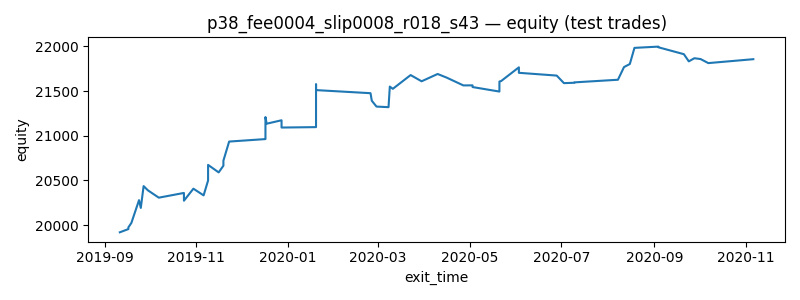 p38_fee0004_slip0008_r018_s43 — equity (test trades)
equity
22000
21500
21000
20500
20000
2019-09 2019-11 2020-01 2020-03 2020-05 2020-07 2020-09 2020-11
exit_time